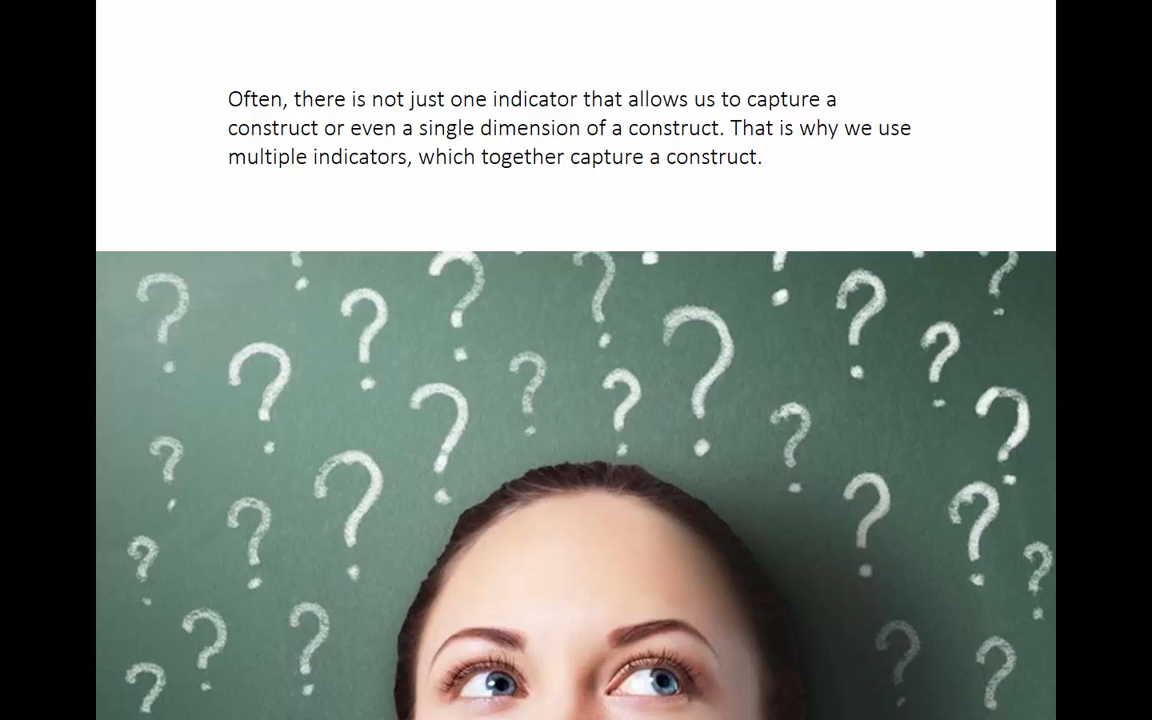 Often, there is not just one indicator that allows us to capture a
construct or even a single dimension of a construct. That is why we use
multiple indicators, which together capture a construct.